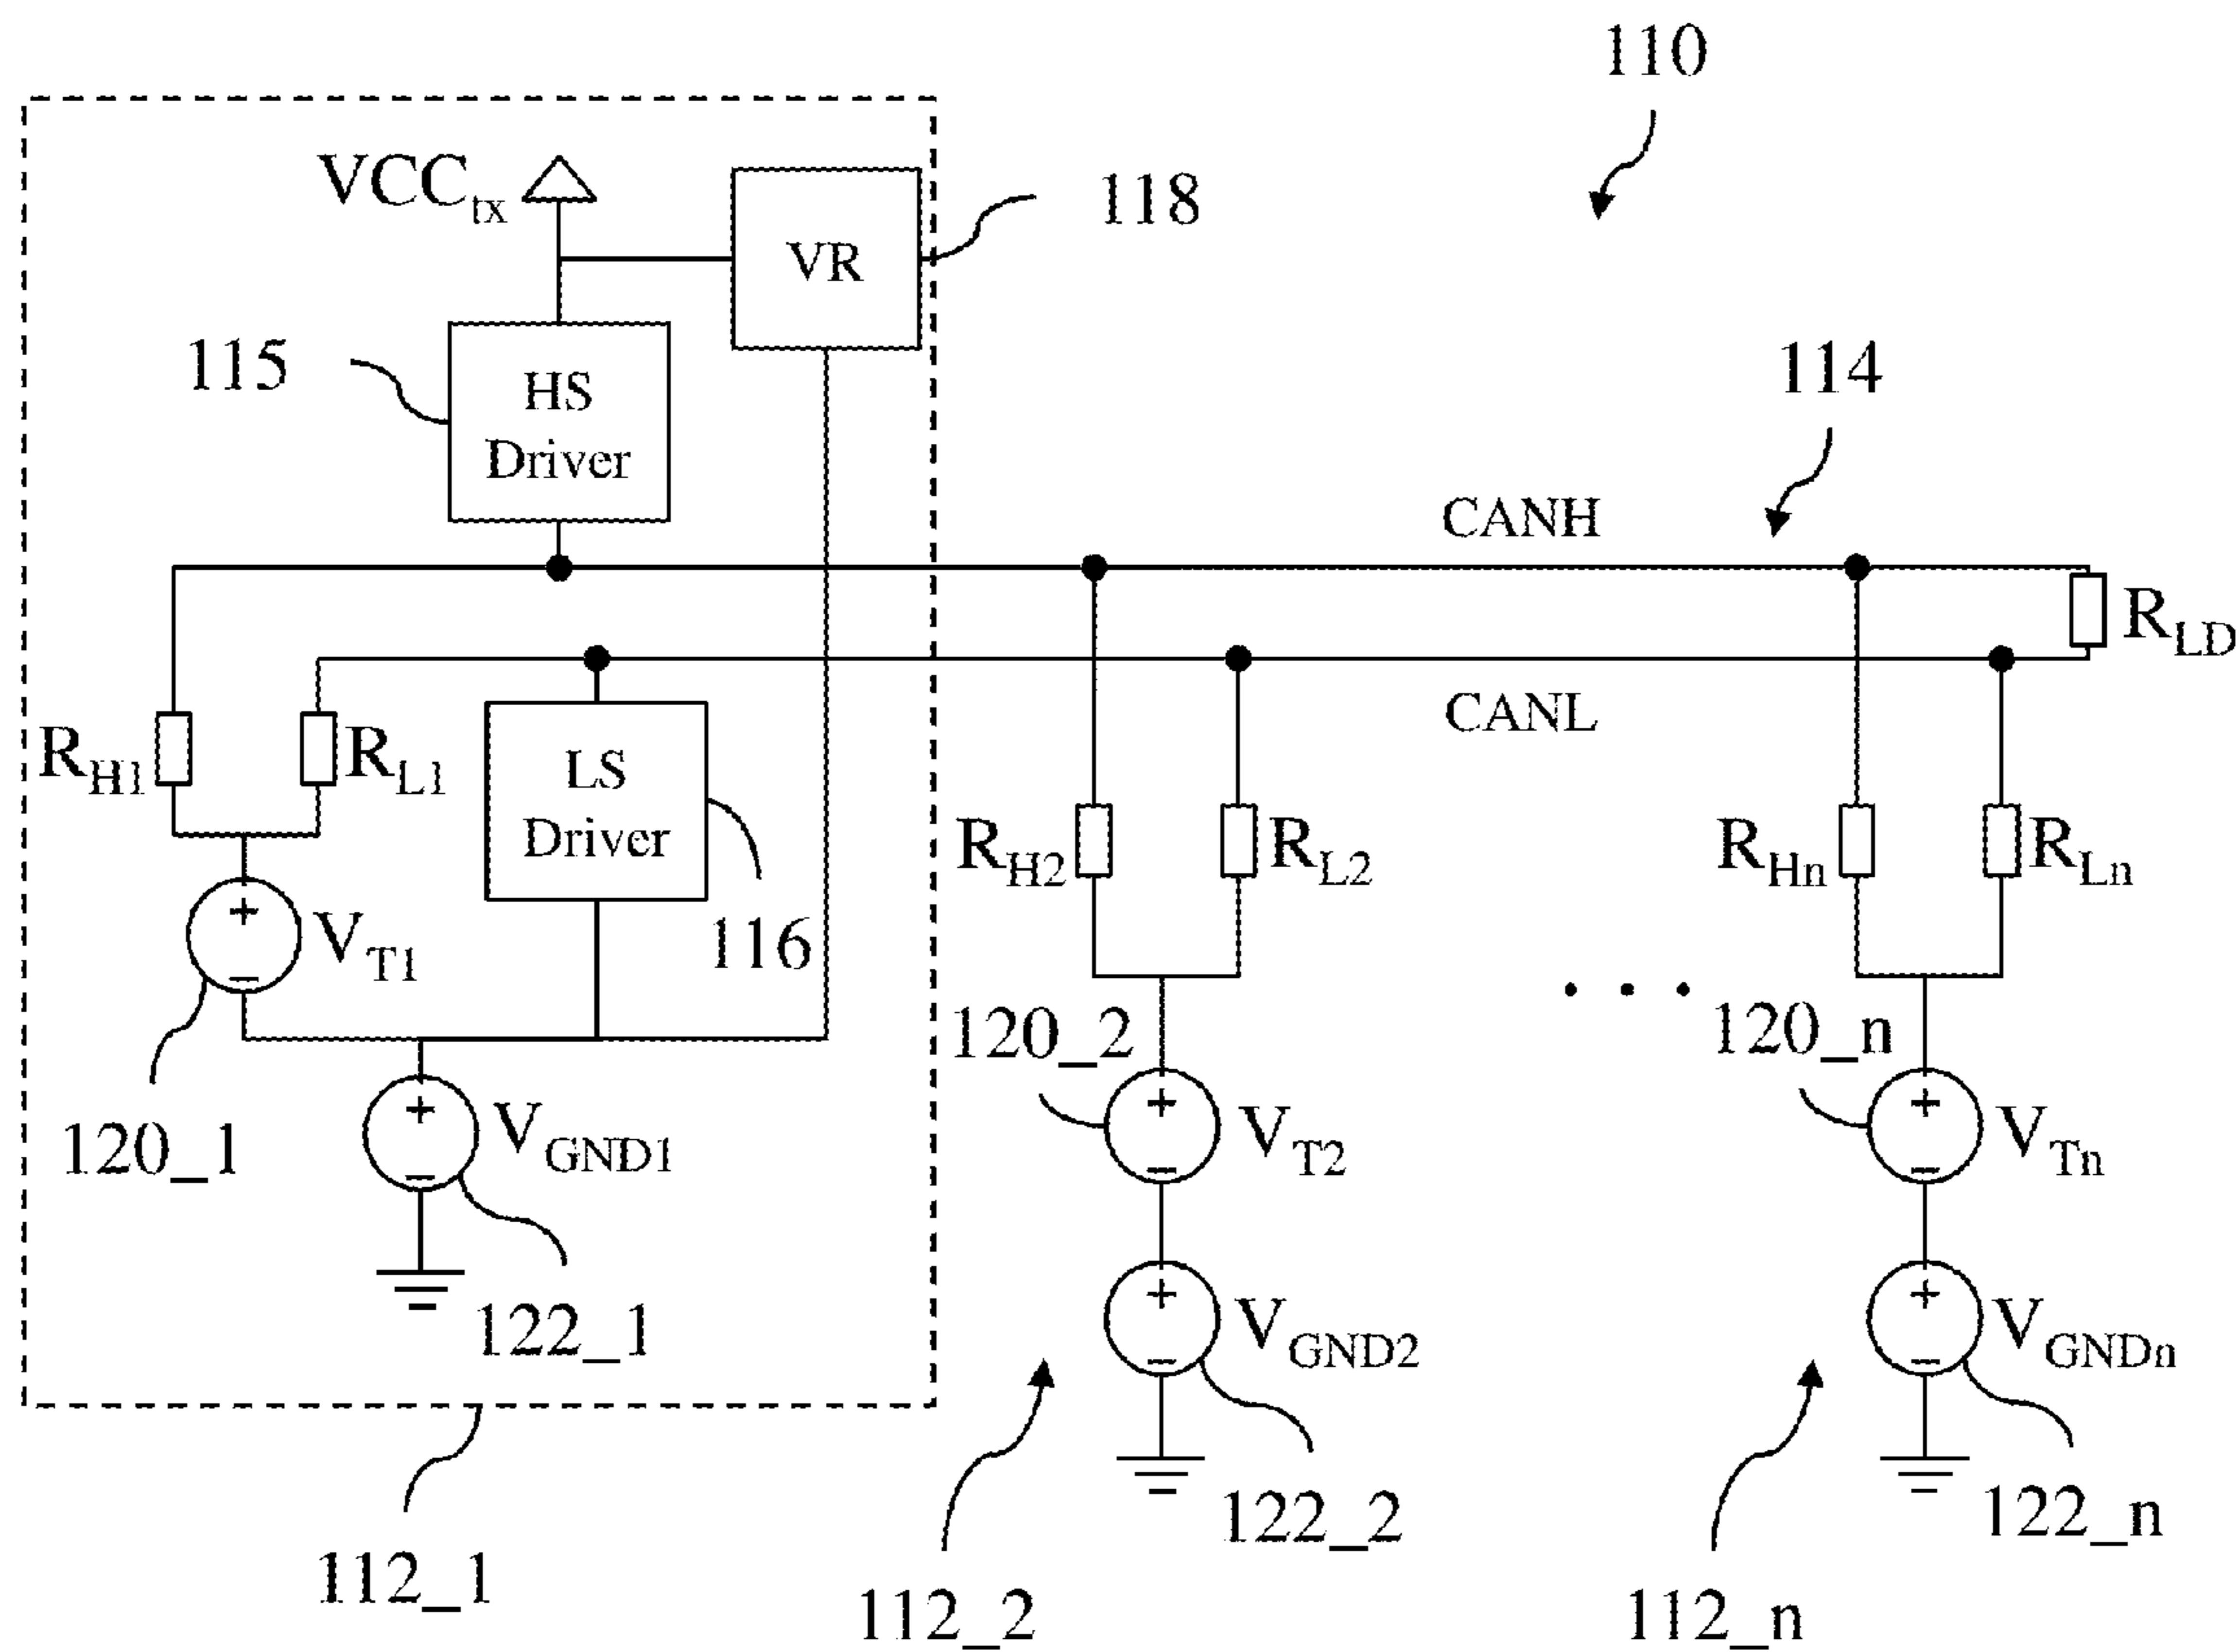 110
VCCtx
VR
118
115
HS
Driver
114
CANH
RLD
CANL
RH1
RL1
LS
Driver
116
VT1
RH2
RL2
RHn
RLn
. . .
120_1
VGND1
120_2
VT2
120_n
VTn
122_1
VGND2
VGNDn
112_1
122_2
122_n
112_2
112_n